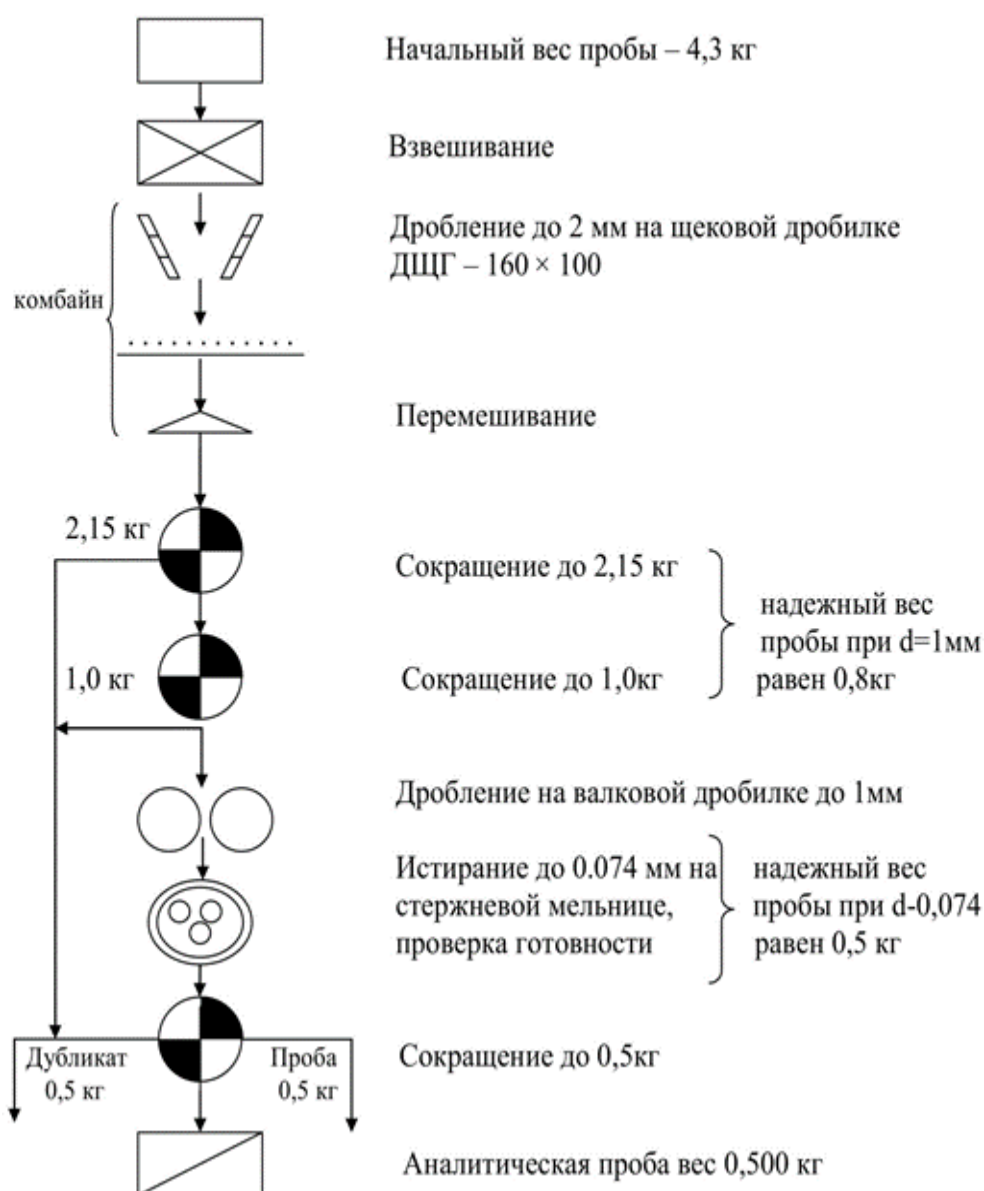 Начальный вес пробы – 4,3 кг
Взвешивание
Дробление до 2 мм на щековой дробилке
ДЩГ – 160 × 100
комбайн
Перемешивание
2,15 кг
Сокращение до 2,15 кг
надежный вес
пробы при d=1мм
равен 0,8кг
1,0 кг
Сокращение до 1,0кг
Дробление на валковой дробилке до 1мм
Истирание до 0.074 мм на
стержневой мельнице,
проверка готовности
надежный вес
пробы при d-0,074
равен 0,5 кг
Дубликат
0,5 кг
Проба
0,5 кг
Сокращение до 0,5кг
Аналитическая проба вес 0,500 кг